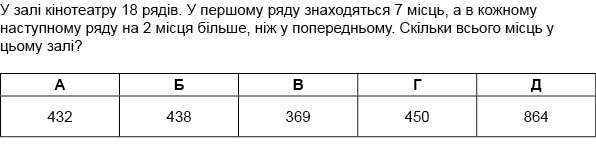 У залі кінотеатру 18 рядів. У першому ряду знаходяться 7 місць, а в кожному
наступному ряду на 2 місця більше, ніж у попередньому. Скільки всього місць у
цьому залі?
А Б В Г Д
432 438 369 450 864